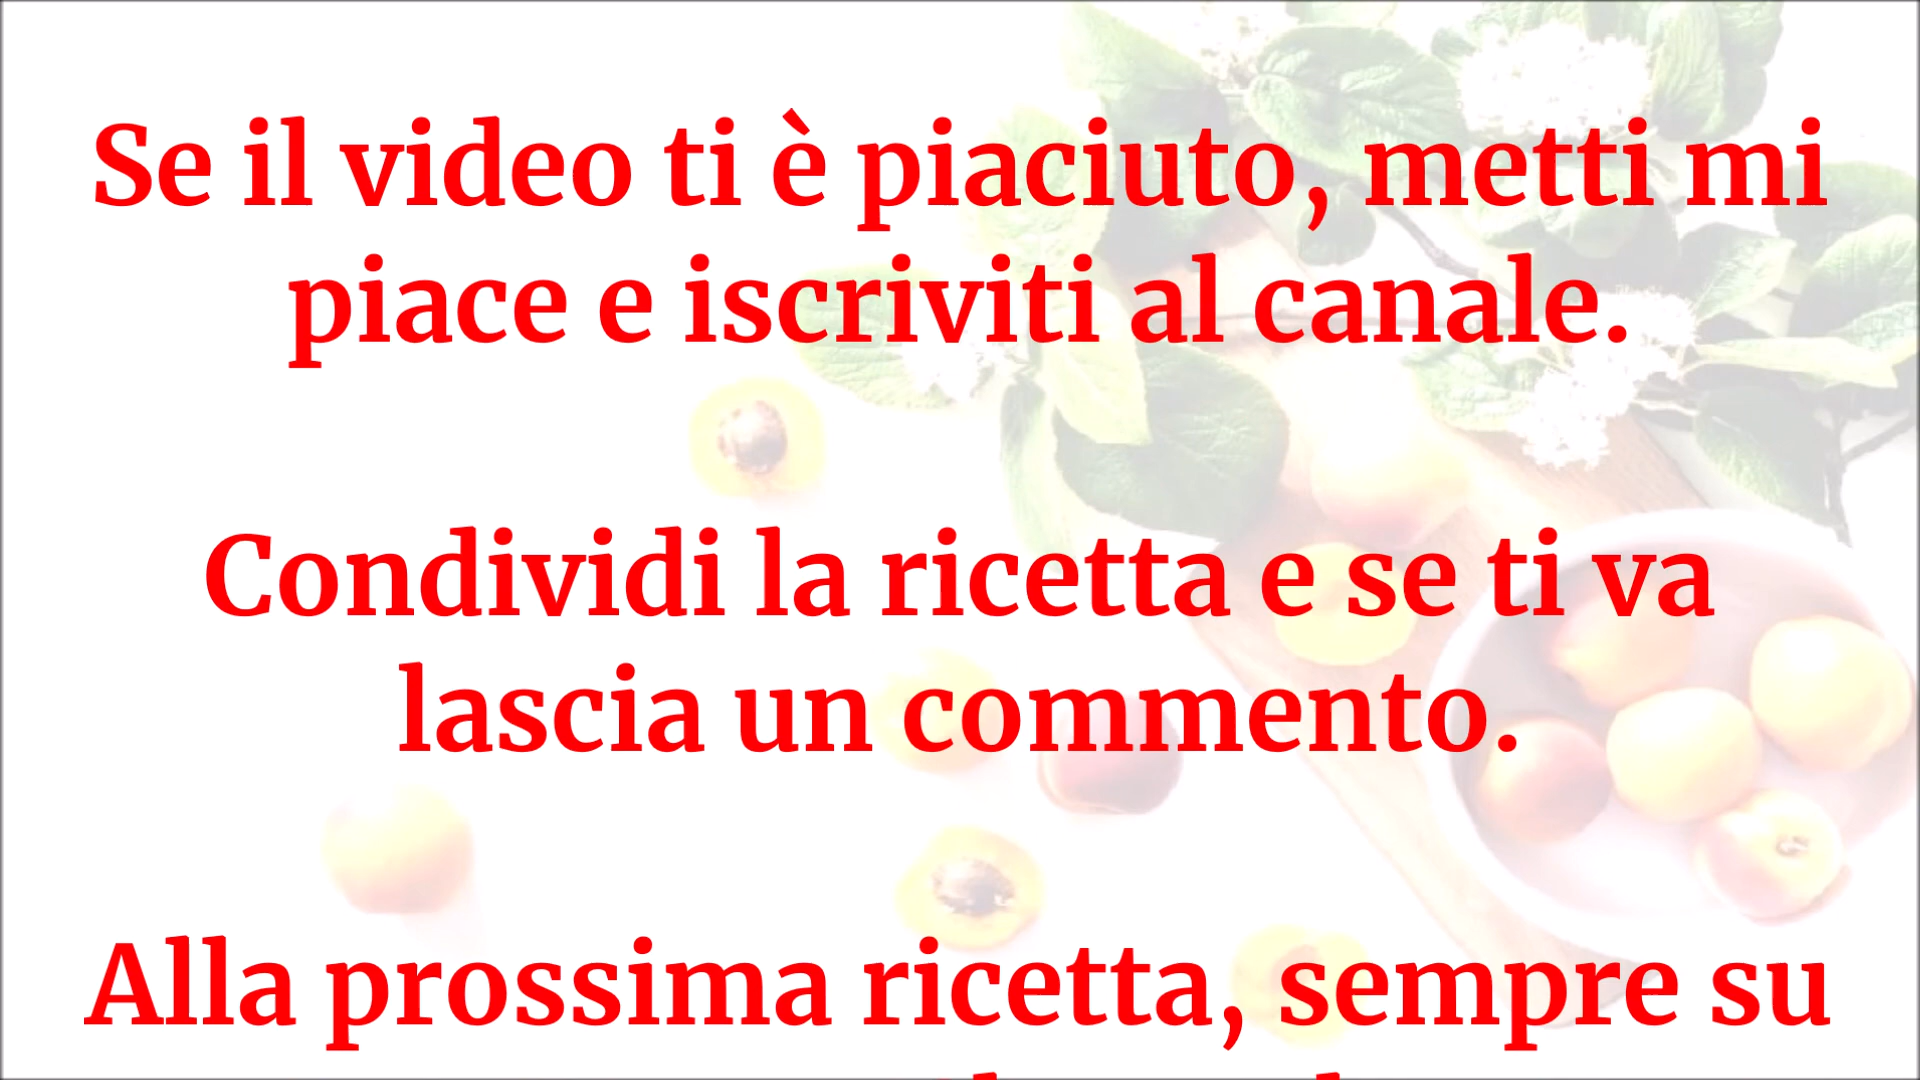 Se il video ti è piaciuto, metti mi
piace e iscriviti al canale.
Condividi la ricetta e se ti va
lascia un commento.
Alla prossima ricetta, sempre su